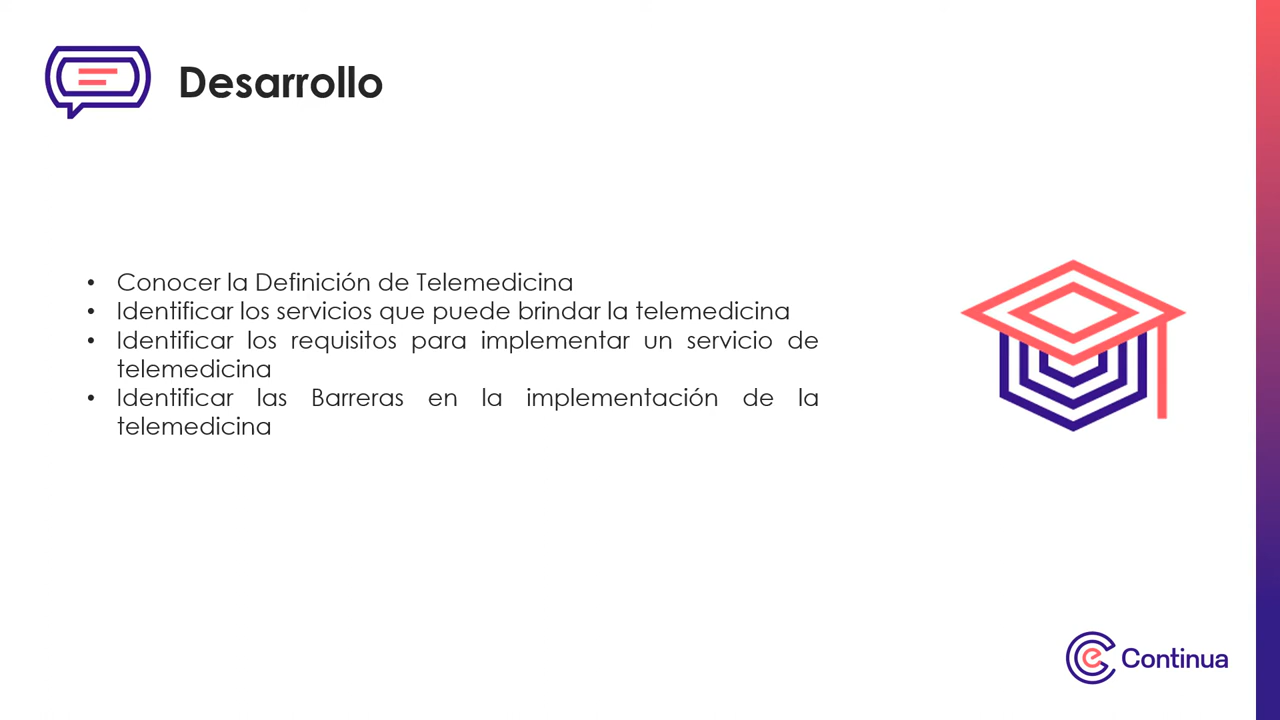 Desarrollo
• Conocer la Definición de Telemedicina
• Identificar los servicios que puede brindar la telemedicina
• Identificar los requisitos para implementar un servicio de
telemedicina
• Identificar las Barreras en la implementación de la
telemedicina
e Continua